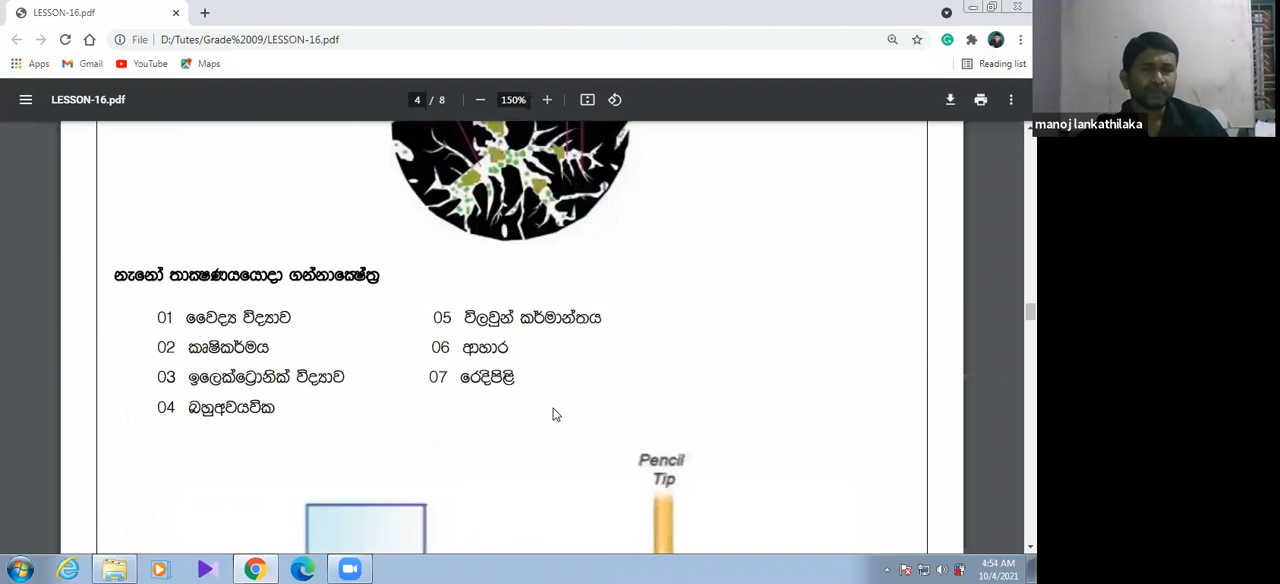 LESSON-16.pdf
File
D:/Tutes/Grade%2009/LESSON-16.pdf
Apps
Gmail
YouTube
Maps
Reading list
LESSON-16.pdf
4 / 8
150%
manoj lankathilaka
නැනෝ තාක්ෂණයයොදා ගන්නාක්ෂේත්‍ර
01 වෛද්‍ය විද්‍යාව
05 විලවුන් කර්මාන්තය
02 කෘෂිකර්මය
06 ආහාර
03 ඉලෙක්ට්‍රොනික් විද්‍යාව
07 රෙදිපිළි
04 බහුඅවයවික
Pencil
Tip
4:54 AM
10/4/2021